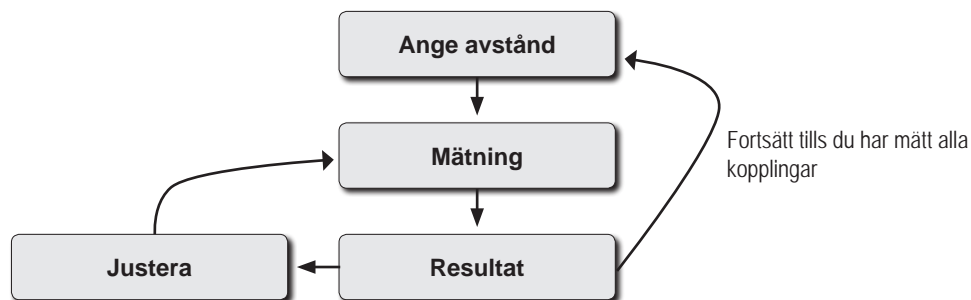 Ange avstånd
Mätning
Fortsätt tills du har mätt alla
kopplingar
Justera
Resultat